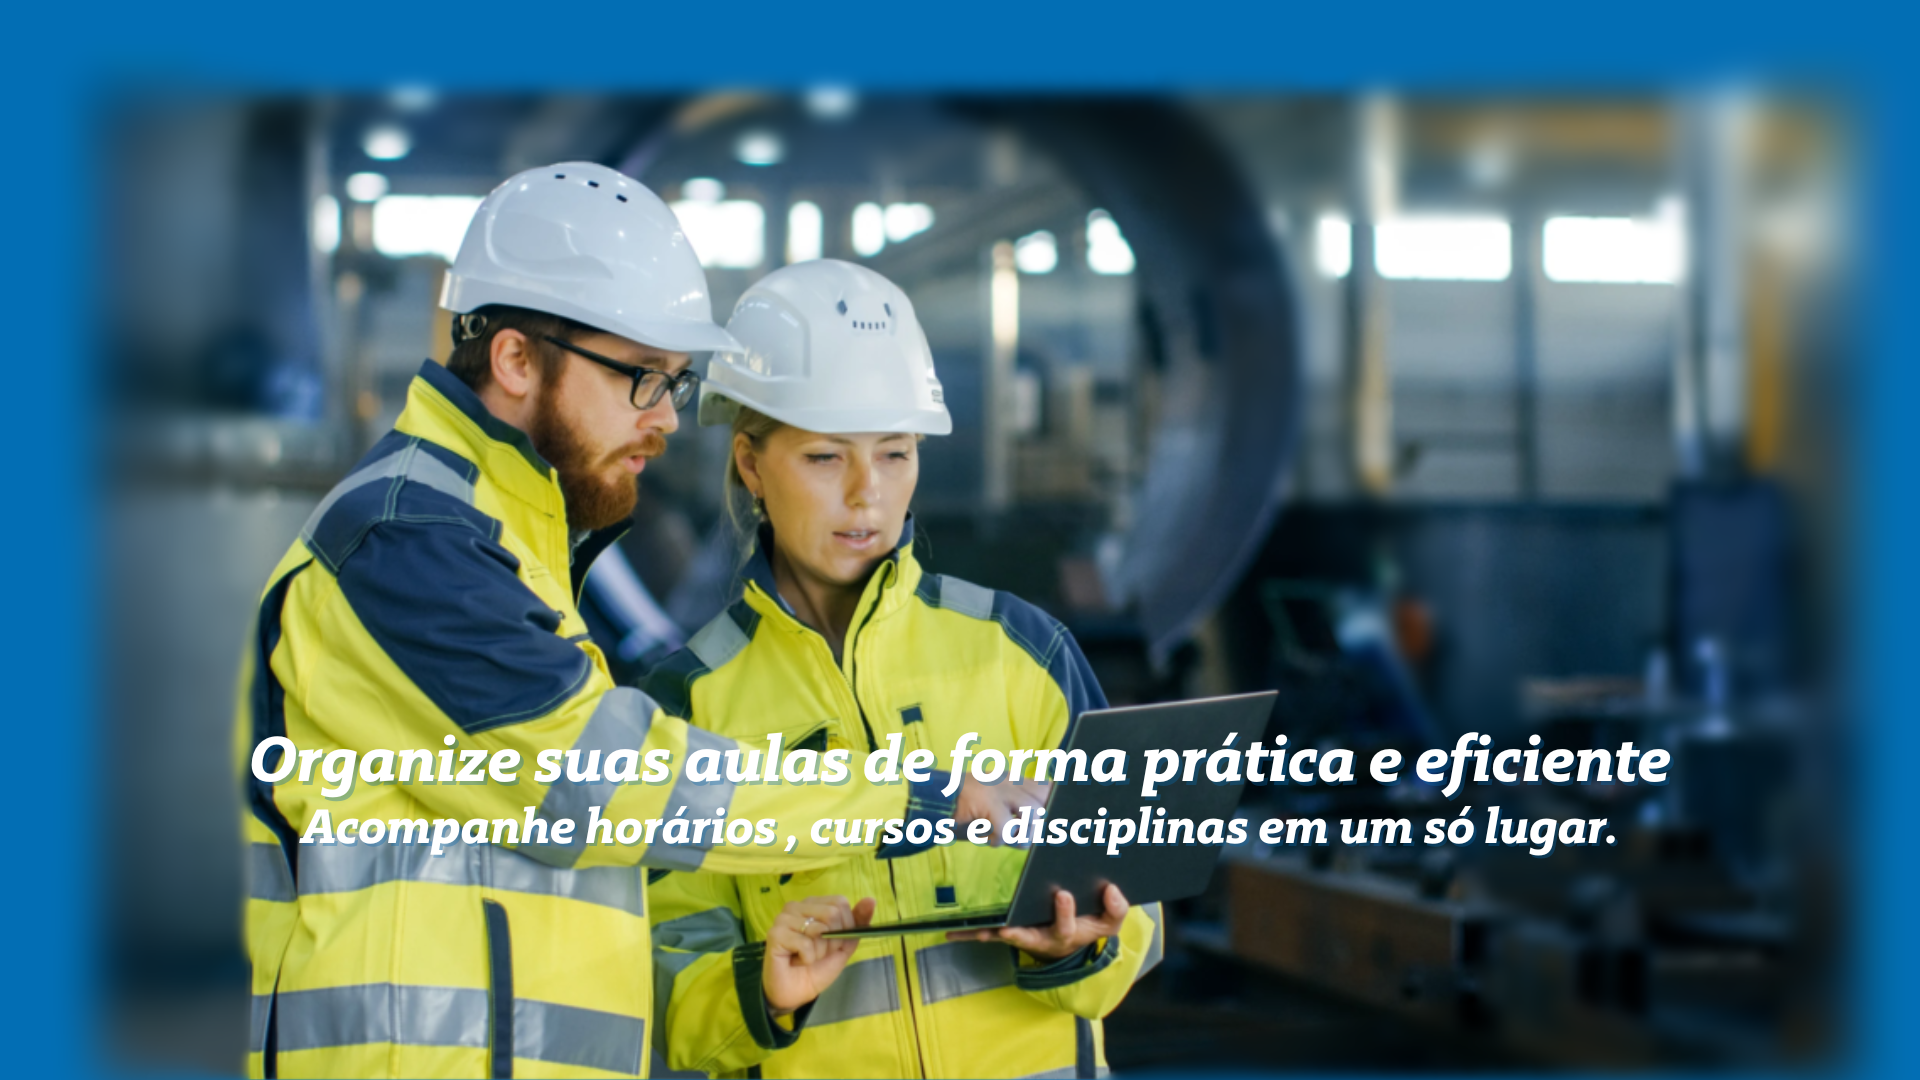 Organize suas aulas de forma prática e eficiente
Acompanhe horários , cursos e disciplinas em um só lugar.